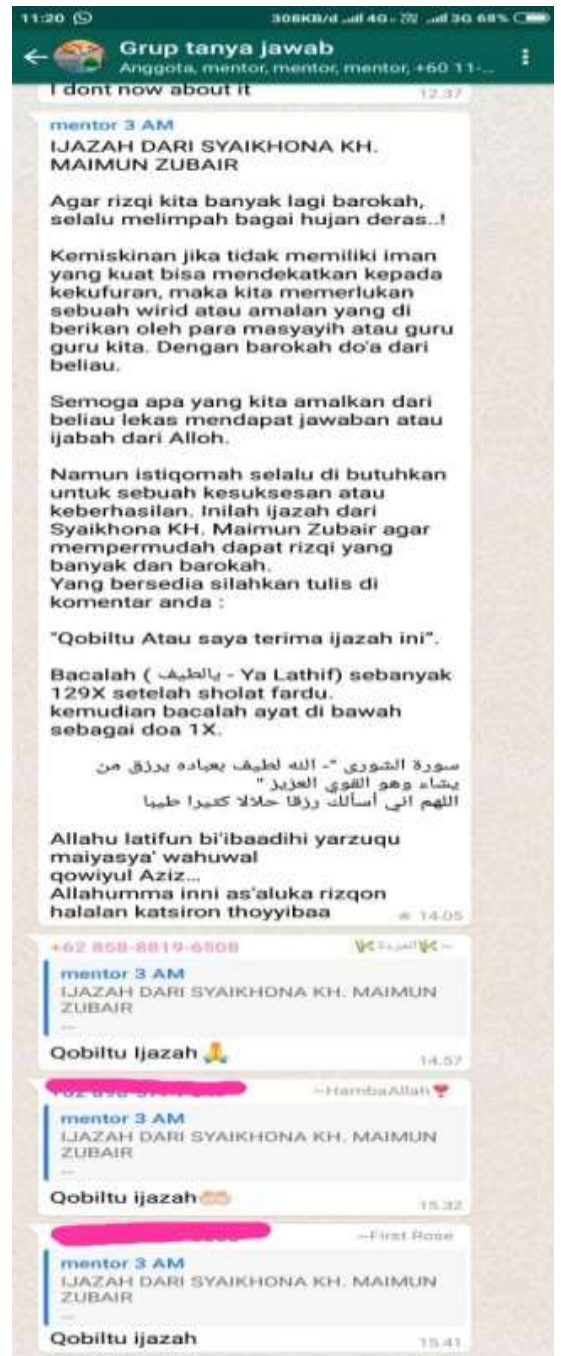 11:20 308KB/d 4G 3G 68%
Grup tanya jawab
Anggota, mentor, mentor, mentor, +60 11-...
I dont now about it 12.37
mentor 3 AM
IJAZAH DARI SYAIKHONA KH.
MAIMUN ZUBAIR
Agar rizqi kita banyak lagi barokah,
selalu melimpah bagai hujan deras..!
Kemiskinan jika tidak memiliki iman
yang kuat bisa mendekatkan kepada
kekufuran, maka kita memerlukan
sebuah wirid atau amalan yang di
berikan oleh para masyayih atau guru
guru kita. Dengan barokah do'a dari
beliau.
Semoga apa yang kita amalkan dari
beliau lekas mendapat jawaban atau
ijabah dari Alloh.
Namun istiqomah selalu di butuhkan
untuk sebuah kesuksesan atau
keberhasilan. Inilah ijazah dari
Syaikhona KH. Maimun Zubair agar
mempermudah dapat rizqi yang
banyak dan barokah.
Yang bersedia silahkan tulis di
komentar anda :
"Qobiltu Atau saya terima ijazah ini".
Bacalah ( يالطيف - Ya Lathif) sebanyak
129X setelah sholat fardu.
kemudian bacalah ayat di bawah
sebagai doa 1X.
سورة الشورى "- الله لطيف بعباده يرزق من
يشاء وهو القوي العزيز "
اللهم اني أسألك رزقا حلالا كثيرا طيبا
Allahu latifun bi'ibaadihi yarzuqu
maiyasya' wahuwal
qowiyul Aziz...
Allahumma inni as'aluka rizqon
halalan katsiron thoyyibaa 14.05
+62 858-8819-6508
mentor 3 AM
IJAZAH DARI SYAIKHONA KH. MAIMUN
ZUBAIR
...
Qobiltu Ijazah 🙏 14.57
~HambaAllah❣
mentor 3 AM
IJAZAH DARI SYAIKHONA KH. MAIMUN
ZUBAIR
...
Qobiltu ijazah🤲🏻 15.32
~First Rose
mentor 3 AM
IJAZAH DARI SYAIKHONA KH. MAIMUN
ZUBAIR
...
Qobiltu ijazah 15.41